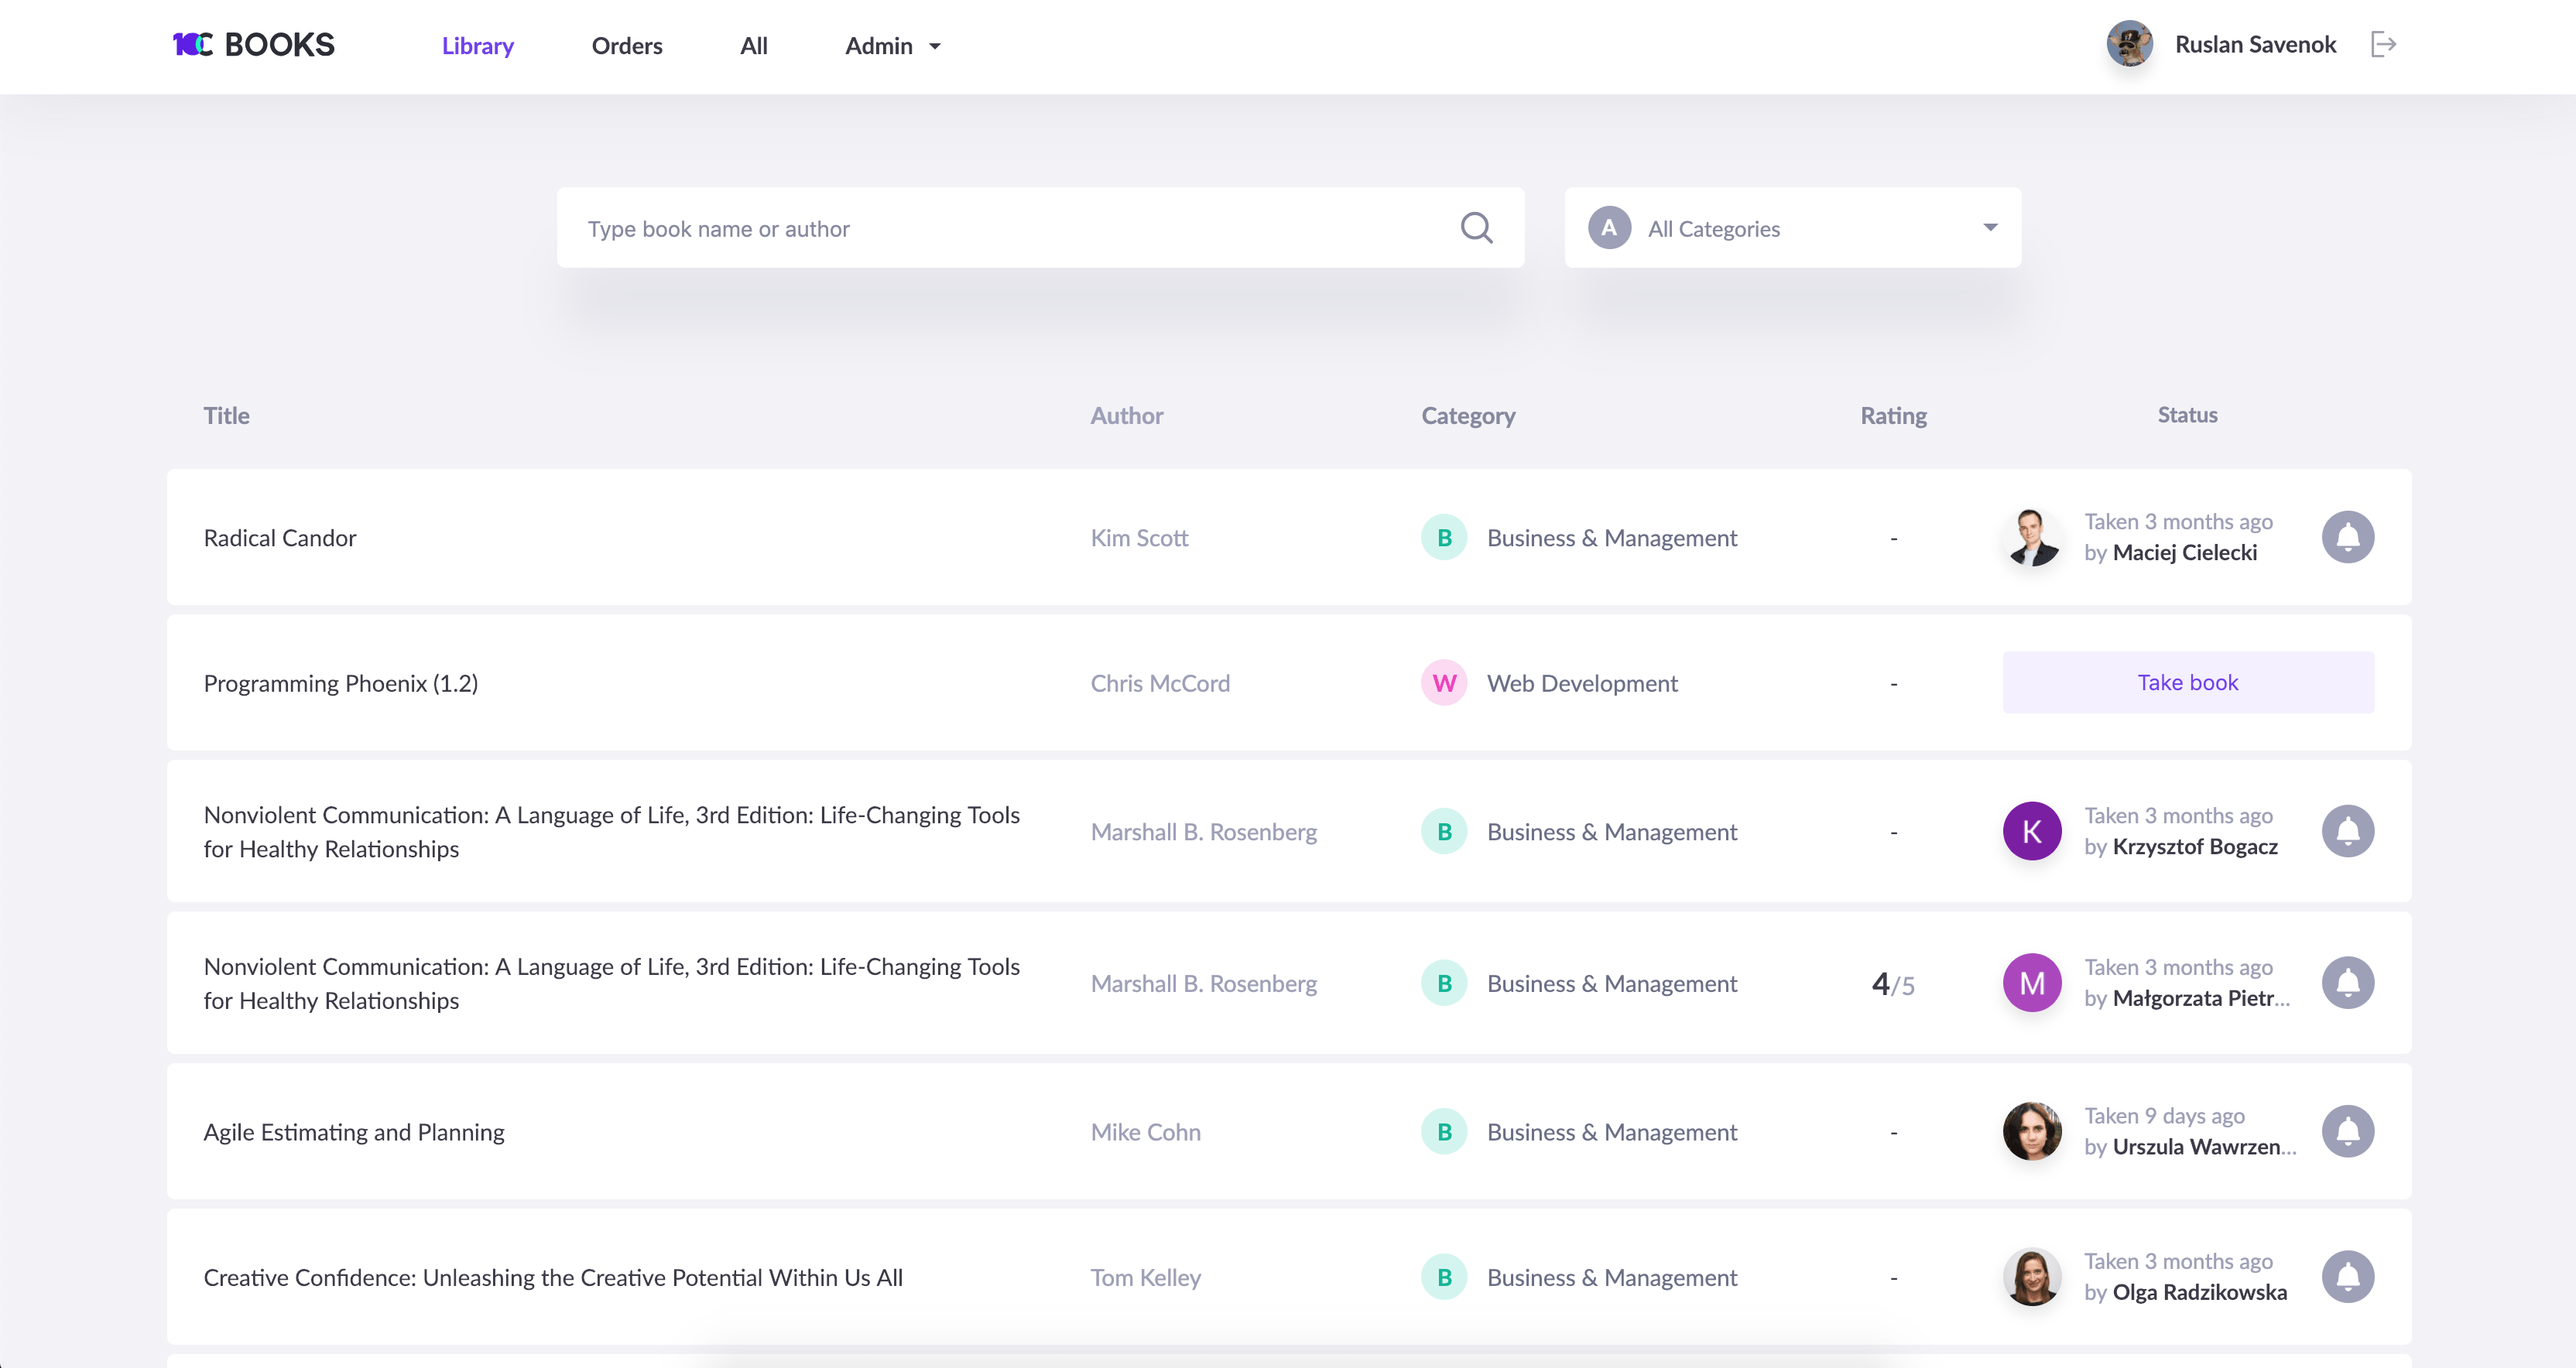 10C BOOKS
Library
Orders
All
Admin
Ruslan Savenok
Type book name or author
A
All Categories
Title
Author
Category
Rating
Status
Radical Candor
Kim Scott
B
Business & Management
-
Taken 3 months ago
by Maciej Cielecki
Programming Phoenix (1.2)
Chris McCord
W
Web Development
-
Take book
Nonviolent Communication: A Language of Life, 3rd Edition: Life-Changing Tools
for Healthy Relationships
Marshall B. Rosenberg
B
Business & Management
-
K
Taken 3 months ago
by Krzysztof Bogacz
Nonviolent Communication: A Language of Life, 3rd Edition: Life-Changing Tools
for Healthy Relationships
Marshall B. Rosenberg
B
Business & Management
4/5
M
Taken 3 months ago
by Małgorzata Pietr...
Agile Estimating and Planning
Mike Cohn
B
Business & Management
-
Taken 9 days ago
by Urszula Wawrzen...
Creative Confidence: Unleashing the Creative Potential Within Us All
Tom Kelley
B
Business & Management
-
Taken 3 months ago
by Olga Radzikowska